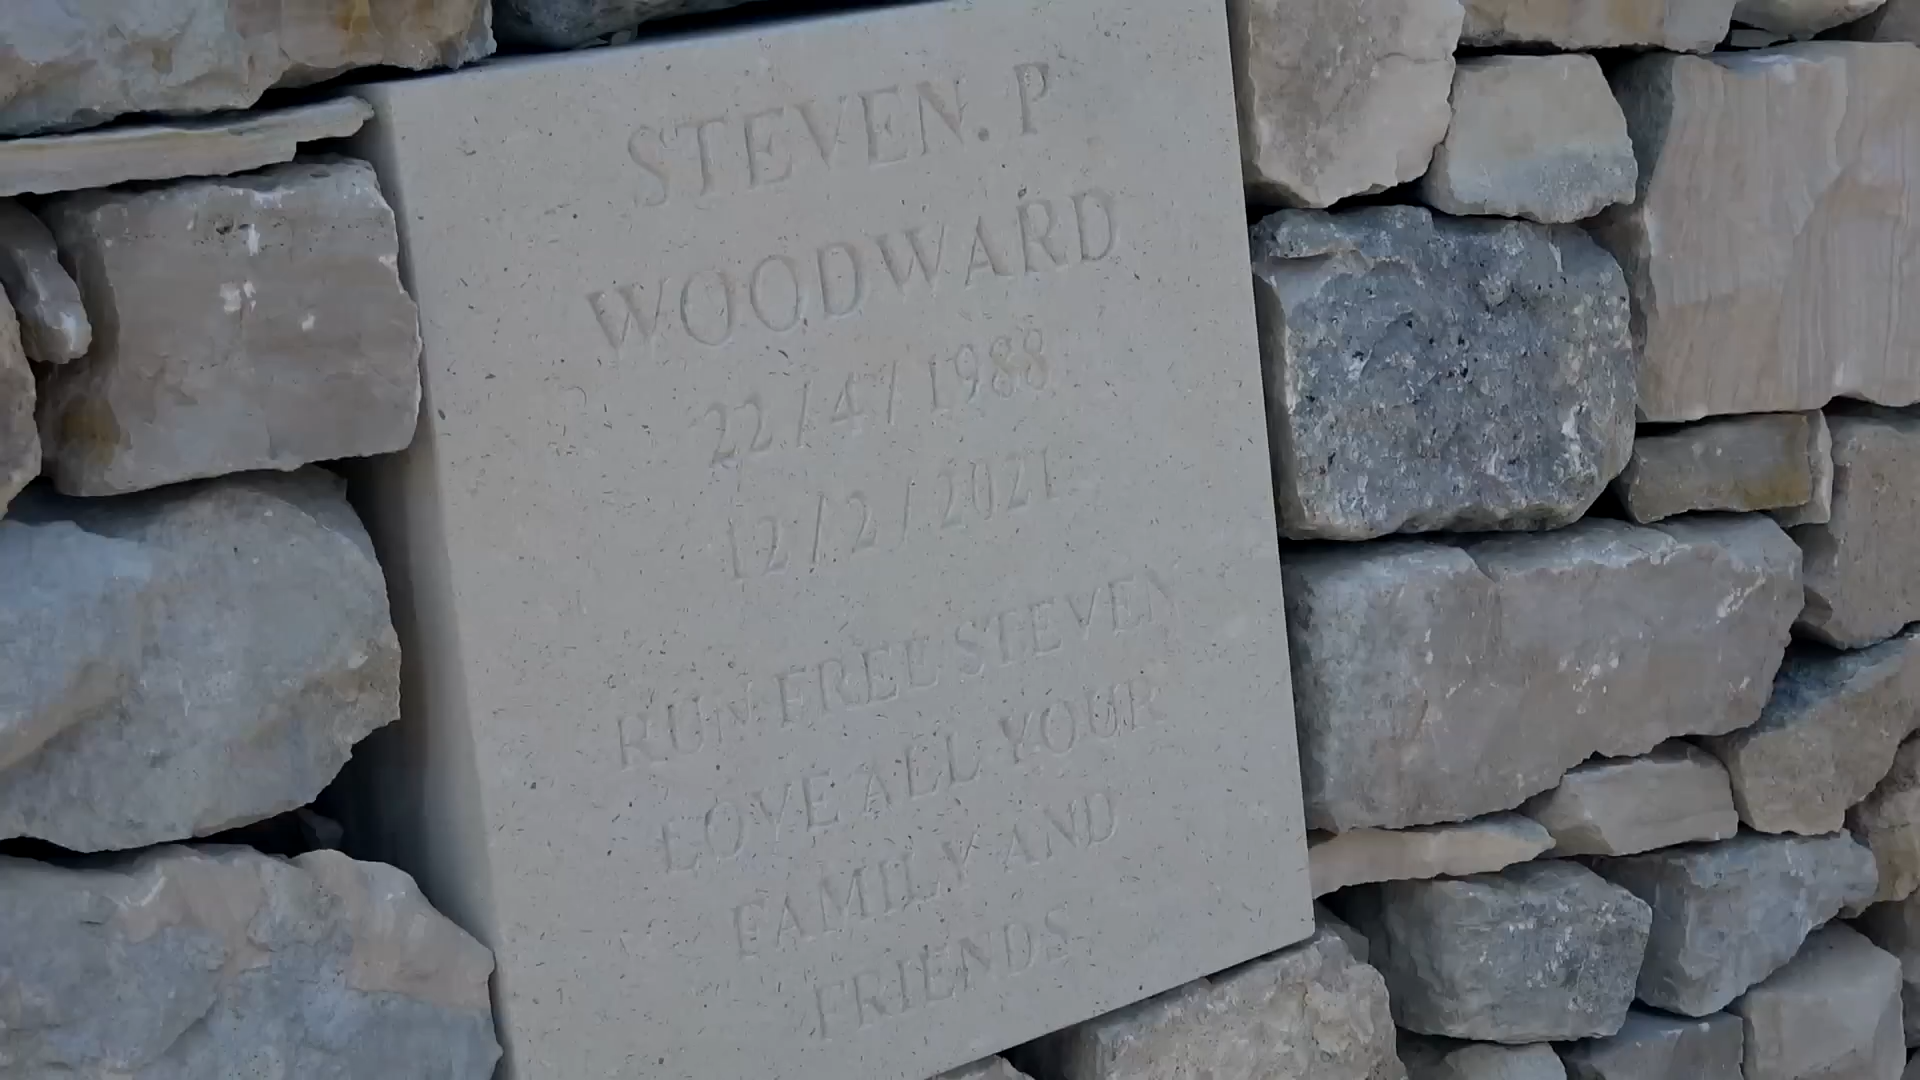 STEVEN. P
WOODWARD
22/4/1988
12/2/2021
RUN FREE STEVEN
LOVE ALL YOUR
FAMILY AND
FRIENDS